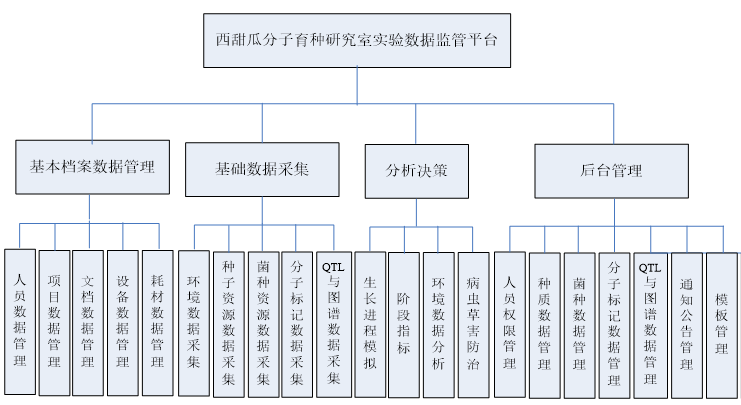 西甜瓜分子育种研究室实验数据监管平台
基本档案数据管理
基础数据采集
分析决策
后台管理
人员数据管理
项目数据管理
文档数据管理
设备数据管理
耗材数据管理
环境数据采集
种子资源数据采集
菌种资源数据采集
分子标记数据采集
QTL与图谱数据采集
生长进程模拟
阶段指标
环境数据分析
病虫草害防治
人员权限管理
种质数据管理
菌种数据管理
分子标记数据管理
QTL与图谱数据管理
通知公告管理
模板管理